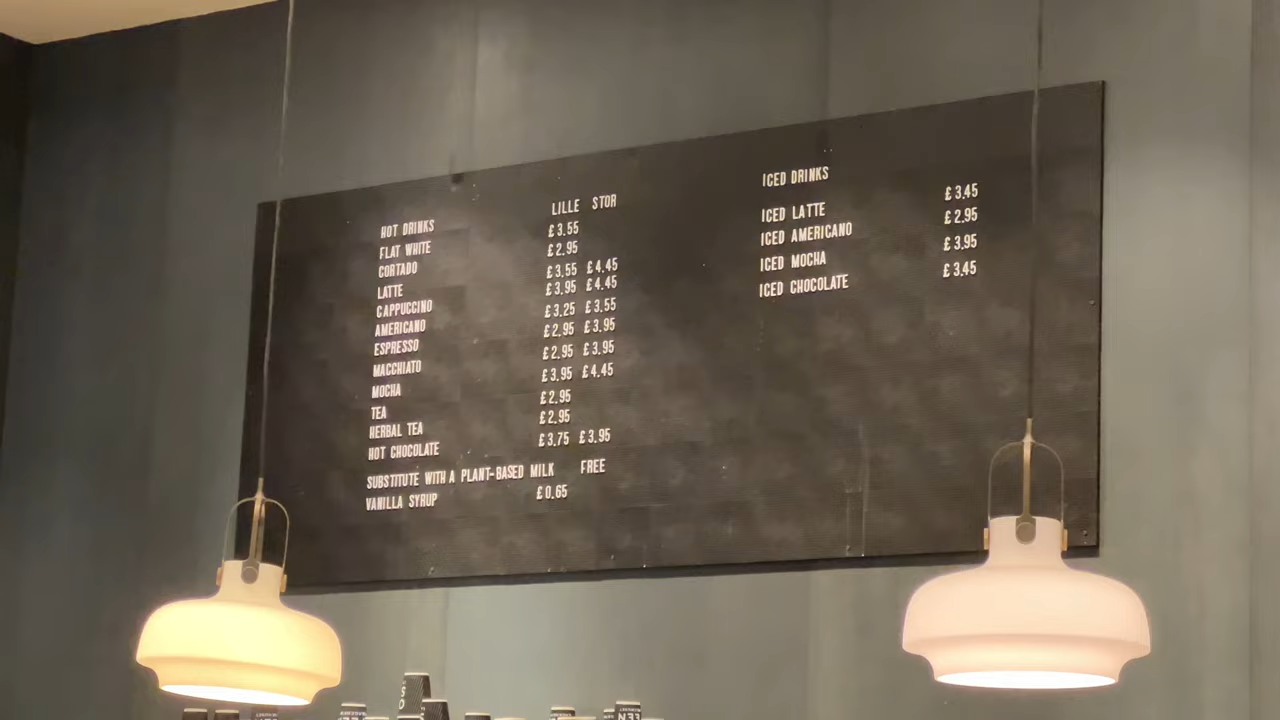 HOT DRINKS LILLE STOR
FLAT WHITE £3.55
CORTADO £2.95
LATTE £3.55 £4.45
CAPPUCCINO £3.95 £4.45
AMERICANO £3.25 £3.55
ESPRESSO £2.95 £3.95
MACCHIATO £2.95 £3.95
MOCHA £3.95 £4.45
TEA £2.95
HERBAL TEA £2.95
HOT CHOCOLATE £3.75 £3.95
SUBSTITUTE WITH A PLANT-BASED MILK FREE
VANILLA SYRUP £0.65
ICED DRINKS
ICED LATTE £3.45
ICED AMERICANO £2.95
ICED MOCHA £3.95
ICED CHOCOLATE £3.45